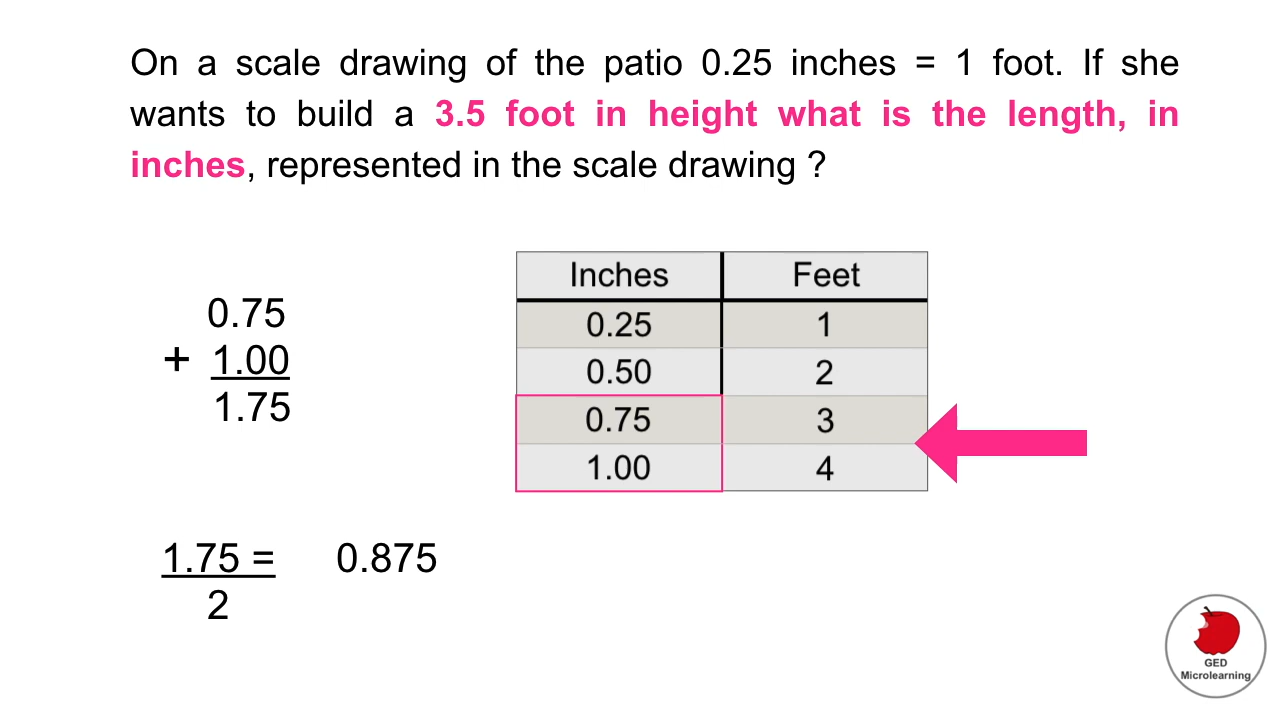 On a scale drawing of the patio 0.25 inches = 1 foot. If she
wants to build a 3.5 foot in height what is the length, in
inches, represented in the scale drawing ?
0.75
+ 1.00
1.75
Inches Feet
0.25 1
0.50 2
0.75 3
1.00 4
1.75 = 0.875
2
GED
Microlearning